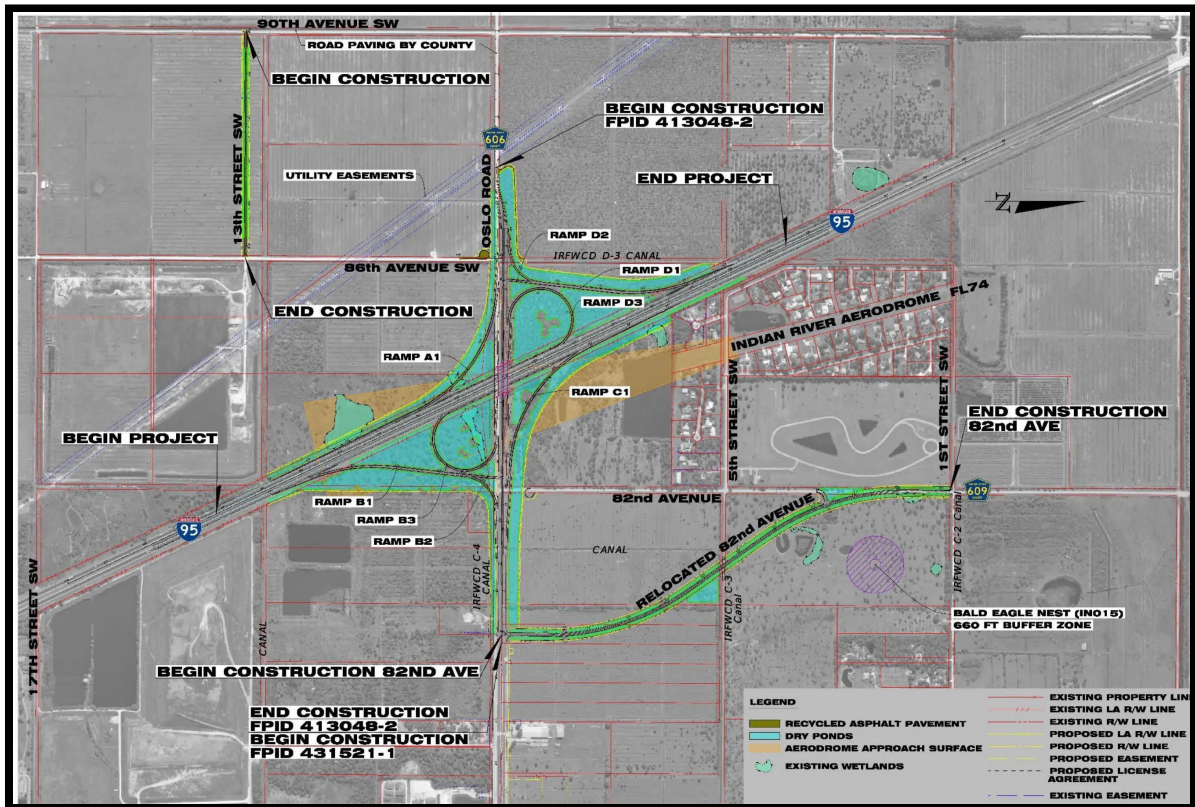 90TH AVENUE SW
ROAD PAVING BY COUNTY
BEGIN CONSTRUCTION
BEGIN CONSTRUCTION
FPID 413048-2
606
13th STREET SW
OSLO ROAD
UTILITY EASEMENTS
END PROJECT
95
N
RAMP D2
IRFWCD D-3 CANAL
86th AVENUE SW
RAMP D1
RAMP D3
END CONSTRUCTION
INDIAN RIVER AERODROME FL74
RAMP A1
RAMP C1
5th STREET SW
1ST STREET SW
END CONSTRUCTION
82nd AVE
BEGIN PROJECT
82nd AVENUE
609
RAMP B1
RAMP B3
RAMP B2
95
RELOCATED 82nd AVENUE
CANAL
IRFWCD C-4
CANAL
IRFWCD C-2 Canal
IRFWCD C-3
Canal
17TH STREET SW
CANAL
BALD EAGLE NEST (IN015)
660 FT BUFFER ZONE
BEGIN CONSTRUCTION 82ND AVE
END CONSTRUCTION
FPID 413048-2
BEGIN CONSTRUCTION
FPID 431521-1
LEGEND
RECYCLED ASPHALT PAVEMENT
DRY PONDS
AERODROME APPROACH SURFACE
EXISTING WETLANDS
EXISTING PROPERTY LINE
EXISTING LA R/W LINE
EXISTING R/W LINE
PROPOSED LA R/W LINE
PROPOSED R/W LINE
PROPOSED EASEMENT
PROPOSED LICENSE
AGREEMENT
EXISTING EASEMENT